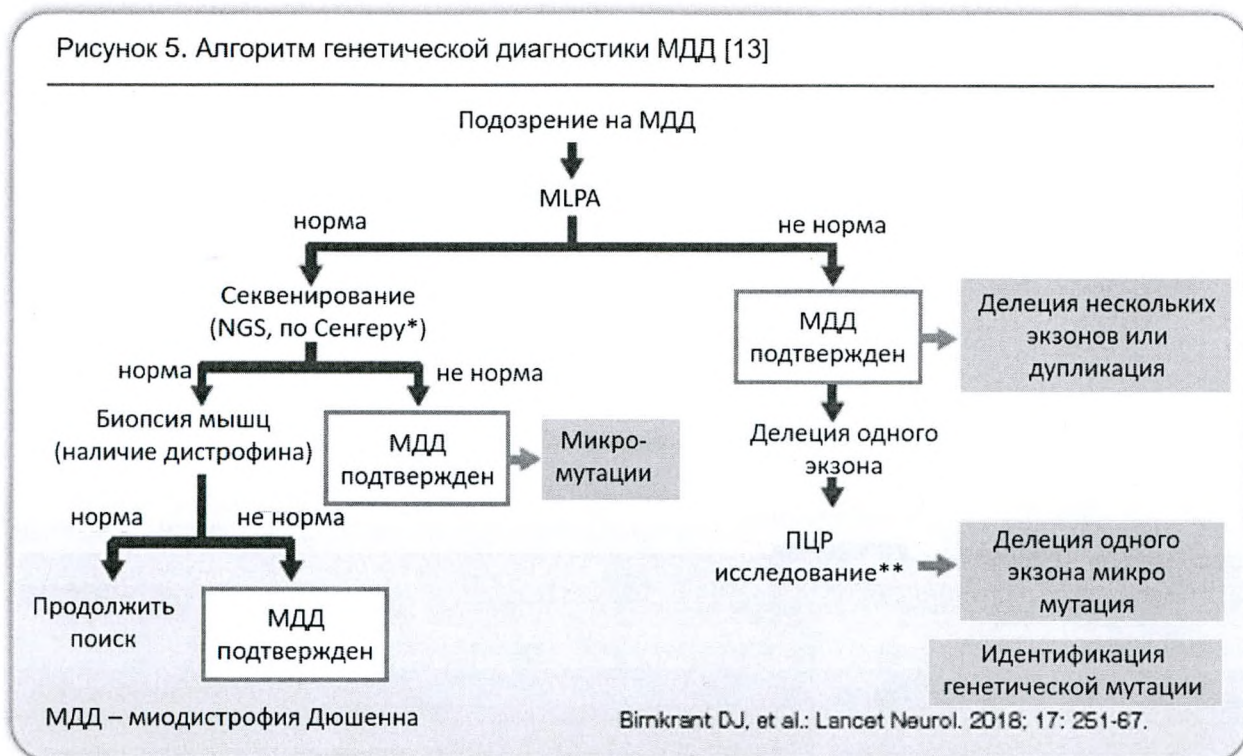 Рисунок 5. Алгоритм генетической диагностики МДД [13]
Подозрение на МДД
MLPA
норма
не норма
Секвенирование
(NGS, по Сенгеру*)
МДД
подтвержден
Делеция нескольких
экзонов или
дупликация
норма
не норма
Биопсия мышц
(наличие дистрофина)
МДД
подтвержден
Микро-
мутации
Делеция одного
экзона
норма
не норма
ПЦР
исследование**
Делеция одного
экзона микро
мутация
Продолжить
поиск
МДД
подтвержден
Идентификация
генетической мутации
МДД – миодистрофия Дюшенна
Birnkrant DJ, et al.: Lancet Neurol. 2018; 17: 251-67.